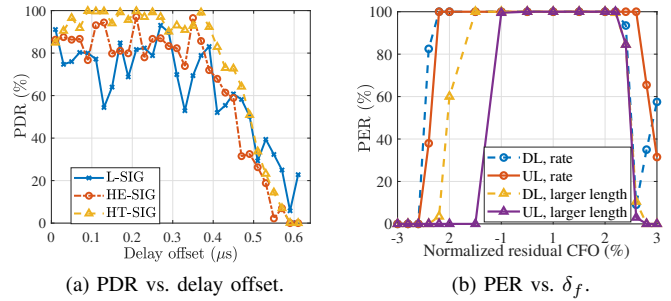 100
80
60
40
20
0
PDR (%)
L-SIG
HE-SIG
HT-SIG
0 0.1 0.2 0.3 0.4 0.5 0.6
Delay offset (μs)
(a) PDR vs. delay offset.
100
80
60
40
20
0
PER (%)
DL, rate
UL, rate
DL, larger length
UL, larger length
-3 2 -1 1 2 3
Normalized residual CFO (%)
(b) PER vs. δf.